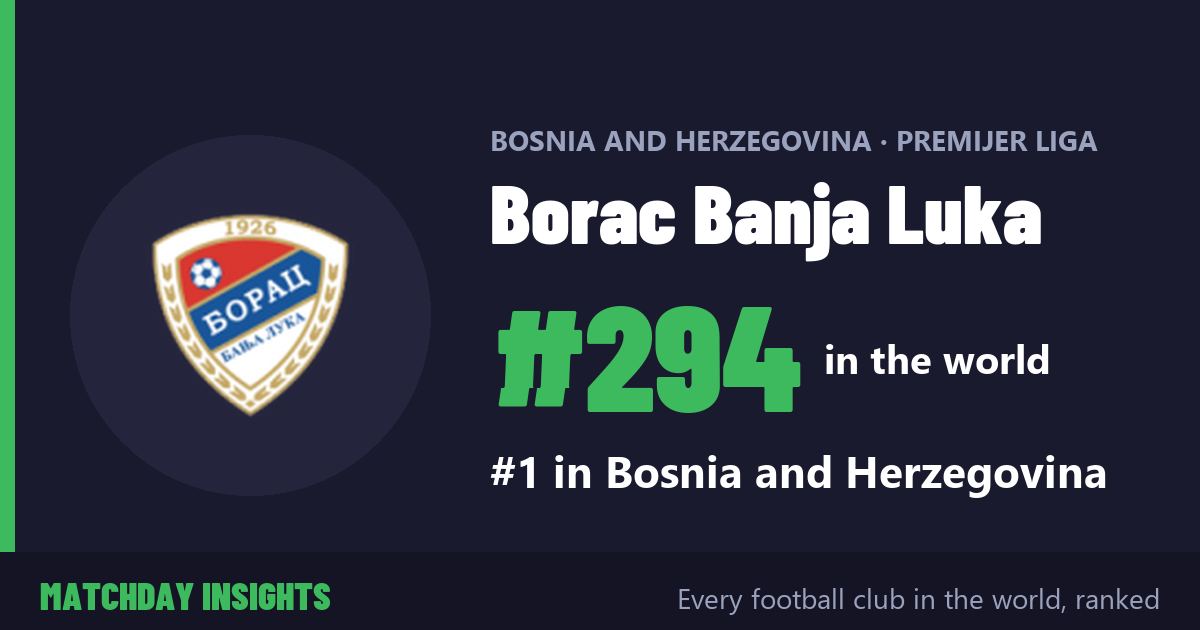 BOSNIA AND HERZEGOVINA · PREMIJER LIGA
Borac Banja Luka
1926
БОРАЦ
БАЊА ЛУКА
#294 in the world
#1 in Bosnia and Herzegovina
MATCHDAY INSIGHTS
Every football club in the world, ranked